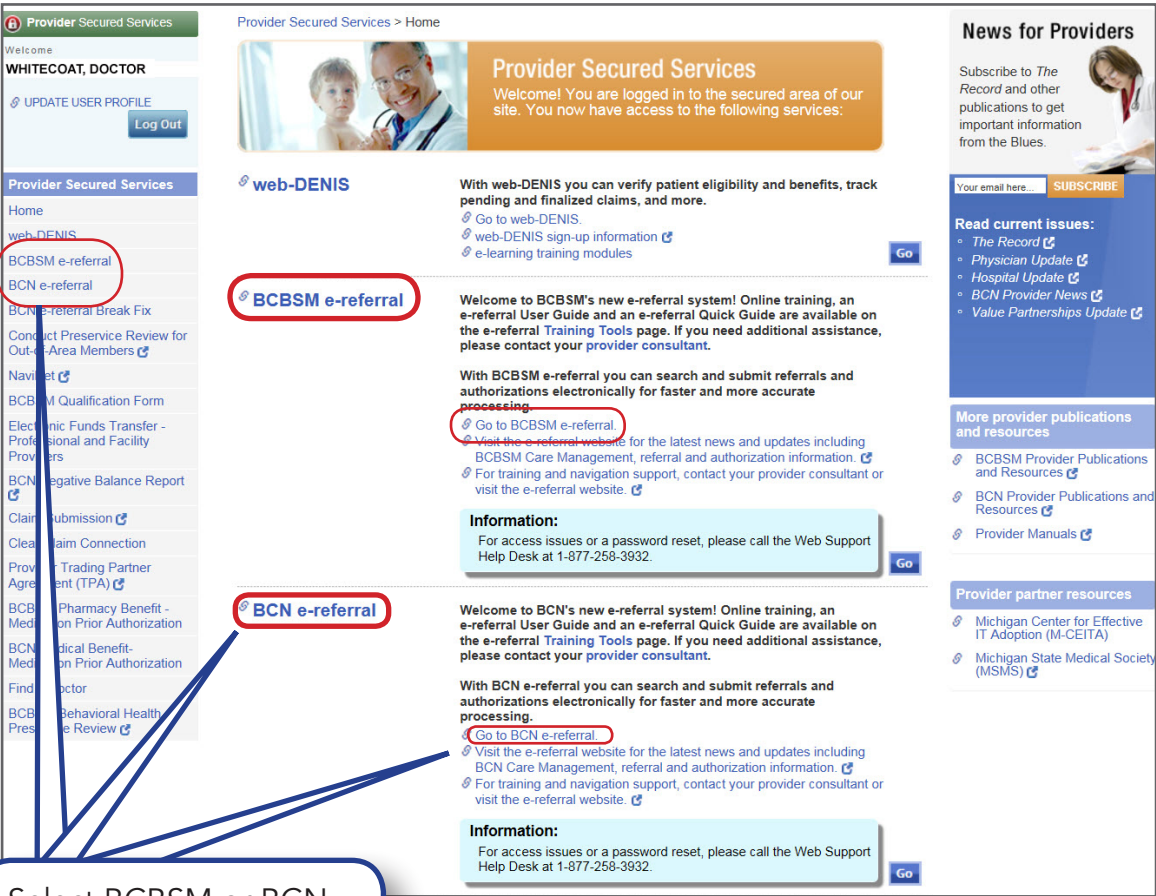 Provider Secured Services
Welcome
WHITECOAT, DOCTOR
UPDATE USER PROFILE
Log Out
Provider Secured Services
Home
web-DENIS
BCBSM e-referral
BCN e-referral
BCN e-referral Break Fix
Conduct Preservice Review for
Out-of-Area Members
BCBSM Qualification Form
Electronic Funds Transfer -
Professional and Facility
Providers
BCN Negative Balance Report
Claim Submission
Clear Claim Connection
Provider Trading Partner
Agreement (TPA)
Pharmacy Benefit -
Medication Prior Authorization
BCN Medical Benefit-
Medication Prior Authorization
Find Doctor
Behavioral Health
Review
Provider Secured Services > Home
Provider Secured Services
Welcome! You are logged in to the secured area of our
site. You now have access to the following services:
web-DENIS
With web-DENIS you can verify patient eligibility and benefits, track
pending and finalized claims, and more.
Go to web-DENIS.
web-DENIS sign-up information
e-learning training modules
Go
BCBSM e-referral
Welcome to BCBSM's new e-referral system! Online training, an
e-referral User Guide and an e-referral Quick Guide are available on
the e-referral Training Tools page. If you need additional assistance,
please contact your provider consultant.
With BCBSM e-referral you can search and submit referrals and
authorizations electronically for faster and more accurate
processing.
Go to BCBSM e-referral.
Visit the e-referral website for the latest news and updates including
BCBSM Care Management, referral and authorization information.
For training and navigation support, contact your provider consultant or
visit the e-referral website.
Information:
For access issues or a password reset, please call the Web Support
Help Desk at 1-877-258-3932.
Go
BCN e-referral
Welcome to BCN's new e-referral system! Online training, an
e-referral User Guide and an e-referral Quick Guide are available on
the e-referral Training Tools page. If you need additional assistance,
please contact your provider consultant.
With BCN e-referral you can search and submit referrals and
authorizations electronically for faster and more accurate
processing.
Go to BCN e-referral.
Visit the e-referral website for the latest news and updates including
BCN Care Management, referral and authorization information.
For training and navigation support, contact your provider consultant or
visit the e-referral website.
Information:
For access issues or a password reset, please call the Web Support
Help Desk at 1-877-258-3932.
Go
News for Providers
Subscribe to The
Record and other
publications to get
important information
from the Blues.
Your email here...
SUBSCRIBE
Read current issues:
The Record
Physician Update
Hospital Update
BCN Provider News
Value Partnerships Update
More provider publications
and resources
BCBSM Provider Publications
and Resources
BCN Provider Publications and
Resources
Provider Manuals
Provider partner resources
Michigan Center for Effective
IT Adoption (M-CEITA)
Michigan State Medical Society
(MSMS)
Select BCBSM or BCN